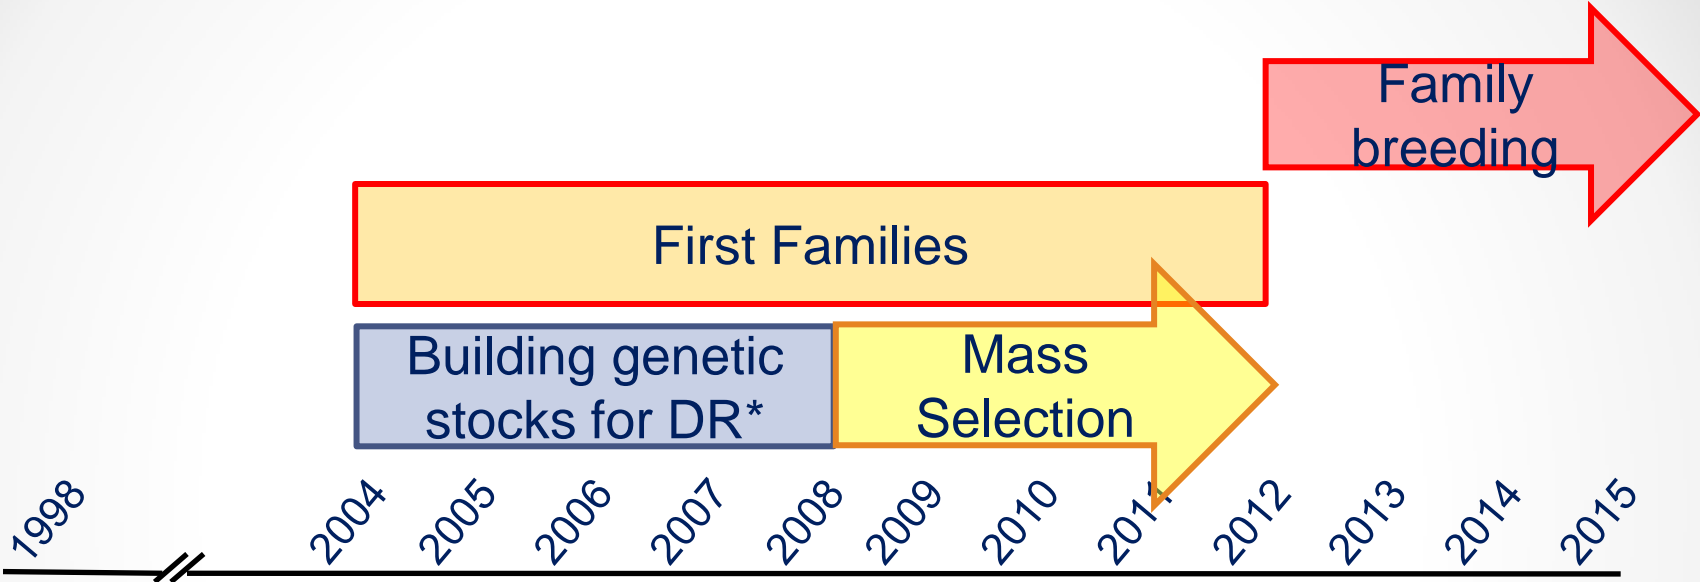 Family
breeding
First Families
Building genetic
stocks for DR*
Mass
Selection
1998
2004
2005
2006
2007
2008
2009
2010
2011
2012
2013
2014
2015